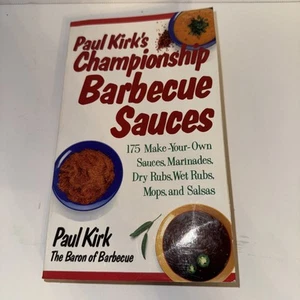 Paul Kirk's
Championship
Barbecue
Sauces
175 Make-Your-Own
Sauces, Marinades,
Dry Rubs, Wet Rubs,
Mops, and Salsas
Paul Kirk
The Baron of Barbecue